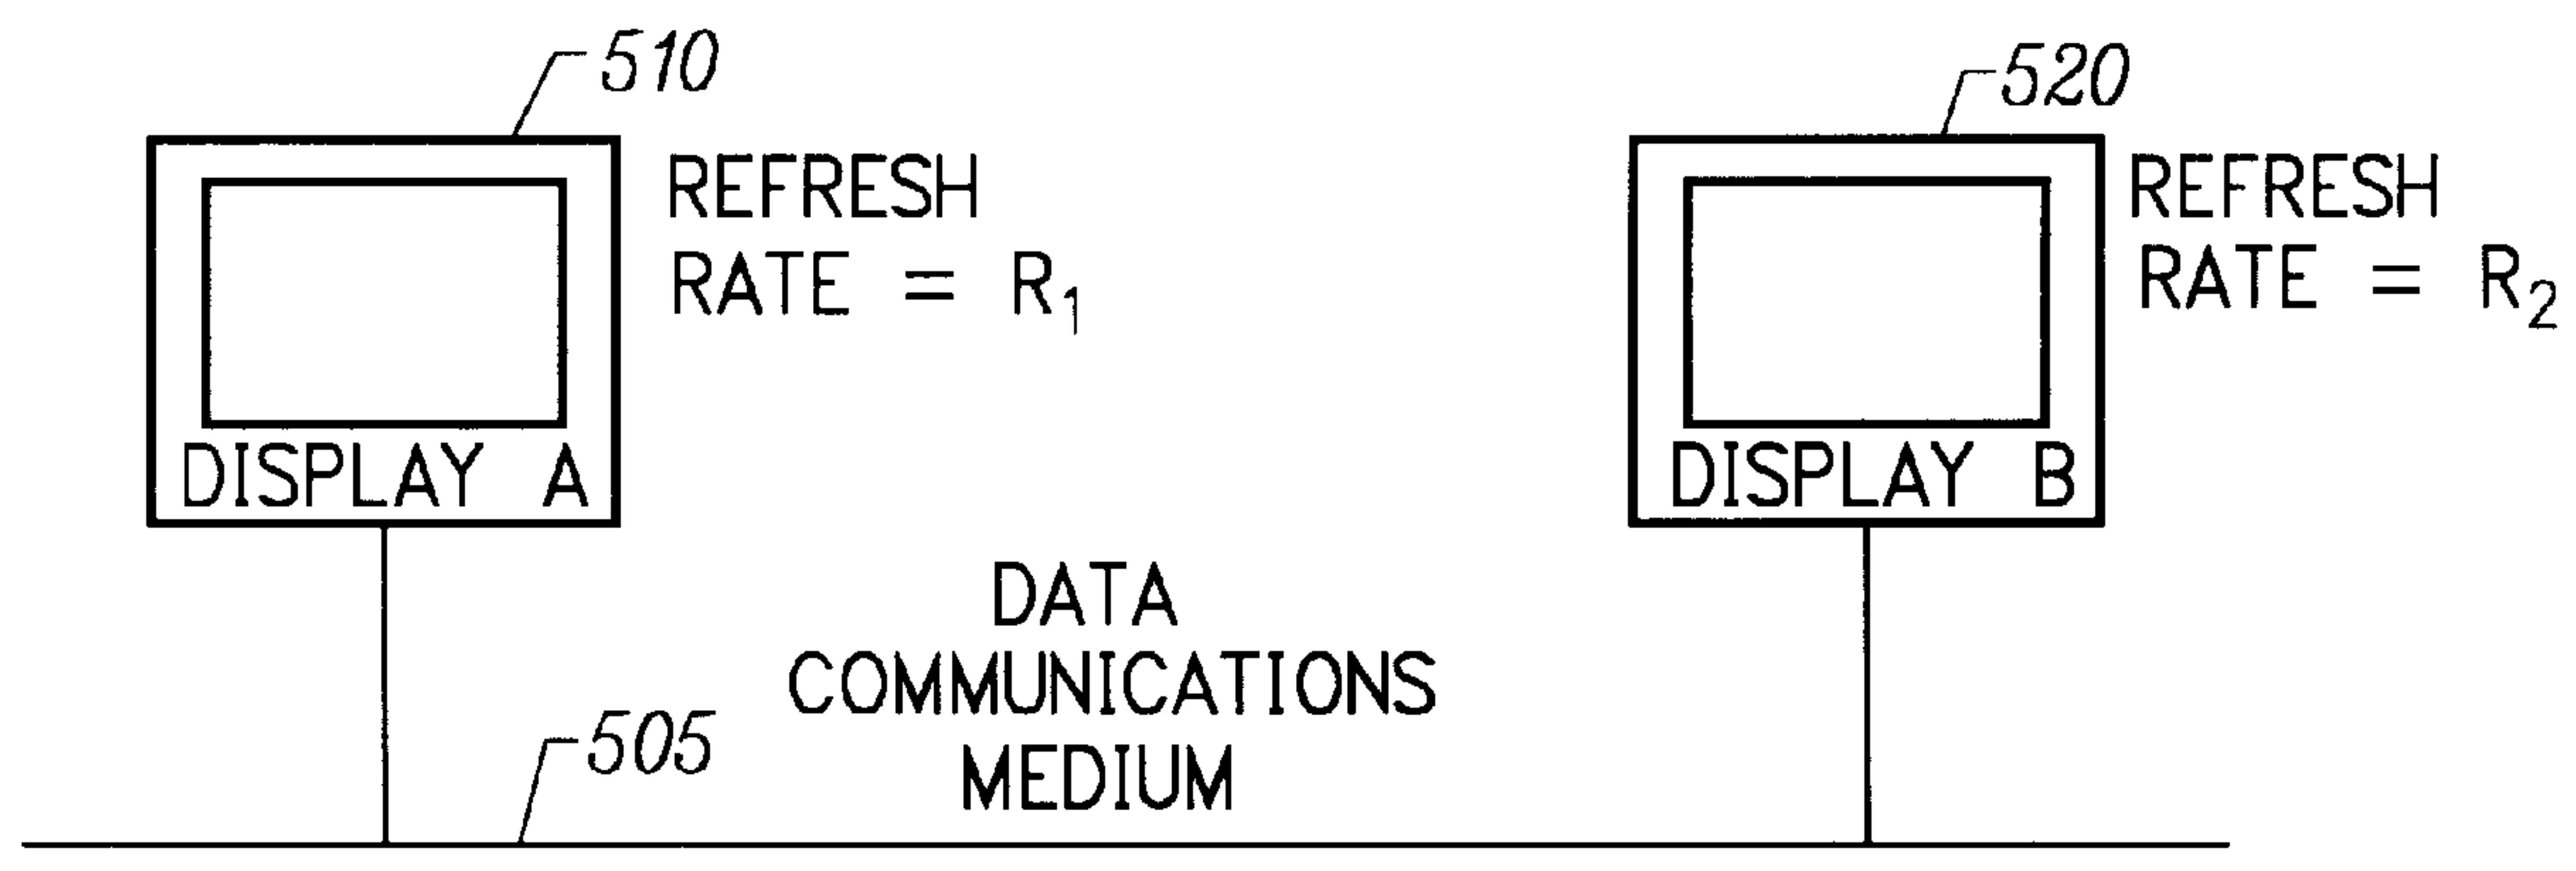 510
REFRESH
RATE = R₁
DISPLAY A
520
REFRESH
RATE = R₂
DISPLAY B
DATA
COMMUNICATIONS
MEDIUM
505